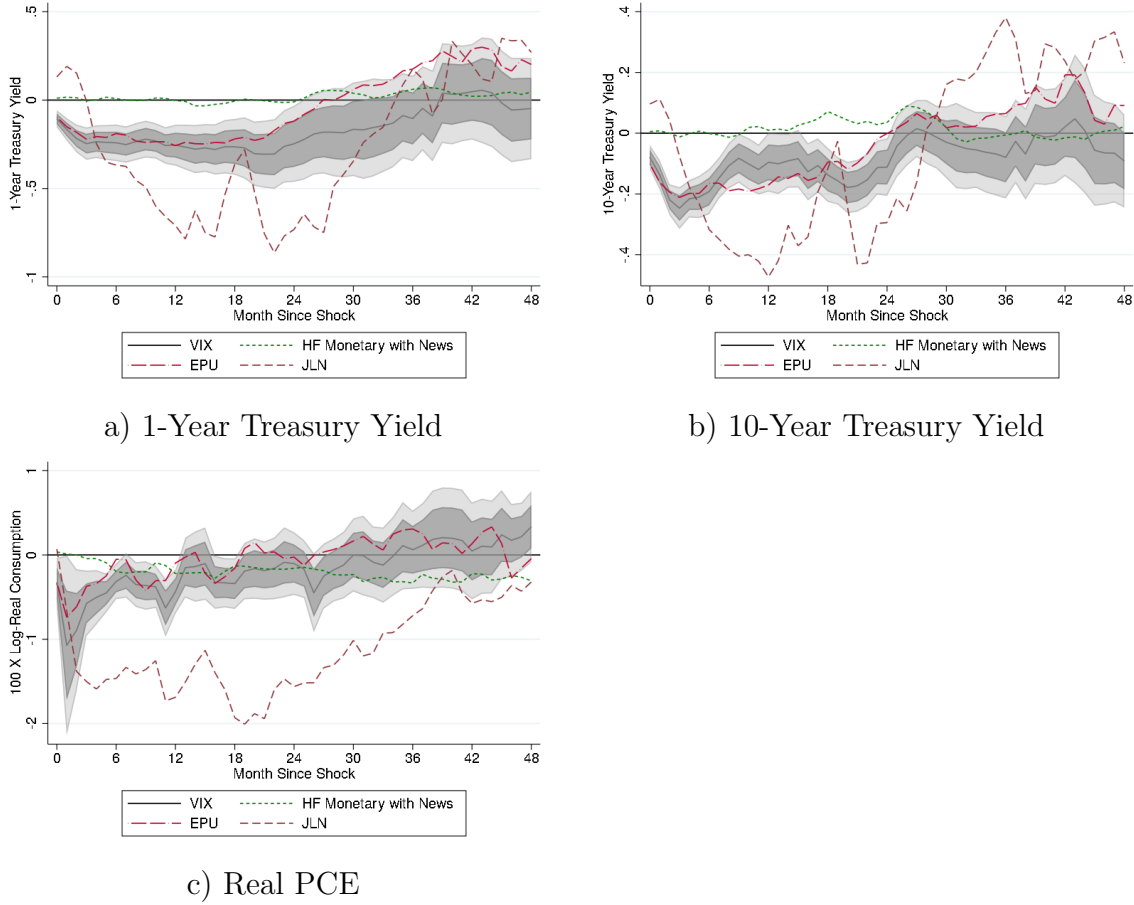 .5
0
-.5
-1
1-Year Treasury Yield
0 6 12 18 24 30 36 42 48
Month Since Shock
VIX HF Monetary with News
EPU JLN
a) 1-Year Treasury Yield
.4
.2
0
-.2
-.4
10-Year Treasury Yield
0 6 12 18 24 30 36 42 48
Month Since Shock
VIX HF Monetary with News
EPU JLN
b) 10-Year Treasury Yield
1
0
-1
-2
100 X Log-Real Consumption
0 6 12 18 24 30 36 42 48
Month Since Shock
VIX HF Monetary with News
EPU JLN
c) Real PCE